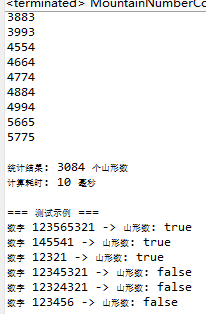 <terminated> MountainNumberCo
3883
3993
4554
4664
4774
4884
4994
5665
5775
统计结果: 3084 个山形数
计算耗时: 10 毫秒
=== 测试示例 ===
数字 123565321 -> 山形数: true
数字 145541 -> 山形数: true
数字 12321 -> 山形数: true
数字 12345321 -> 山形数: false
数字 12324321 -> 山形数: false
数字 123456 -> 山形数: false